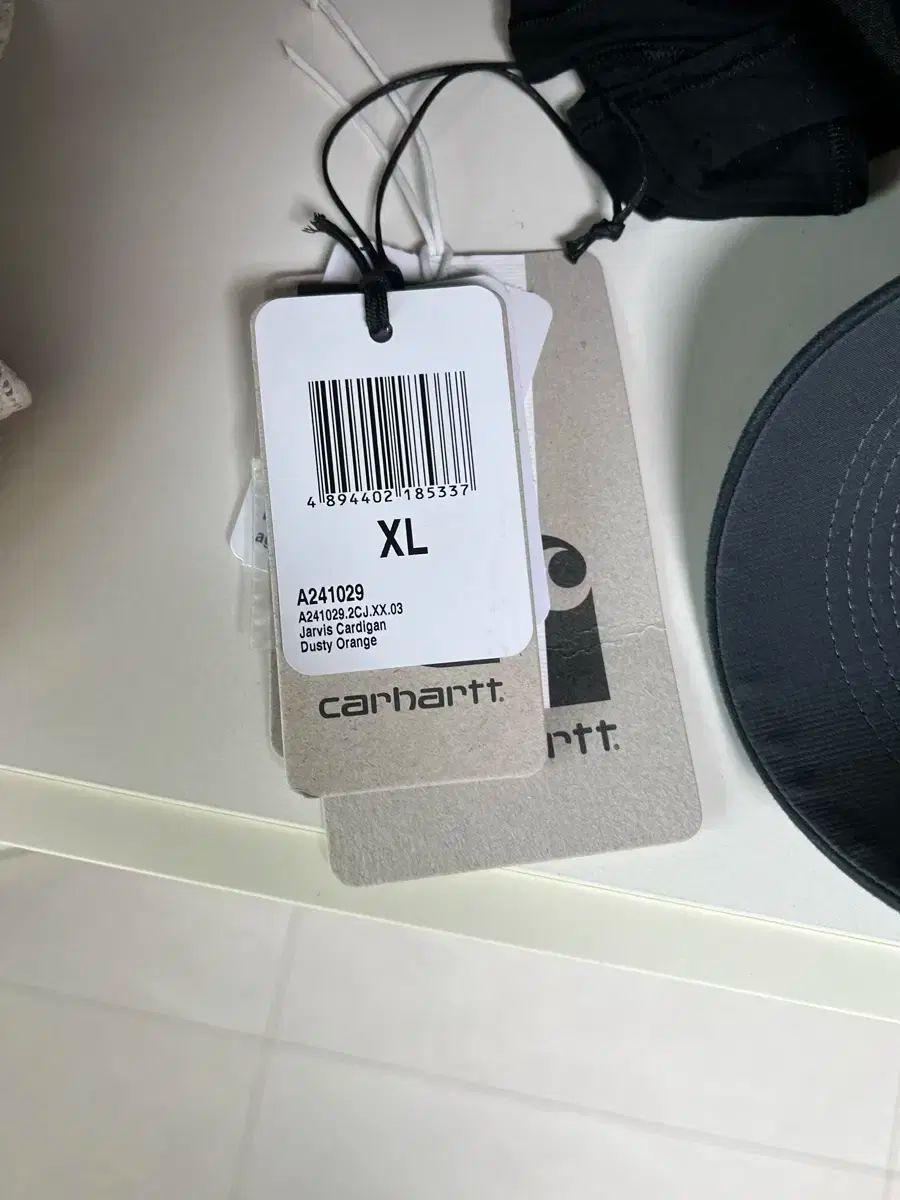 4 894402 185337
XL
A241029
A241029.2CJ.XX.03
Jarvis Cardigan
Dusty Orange
carhartt
rtt